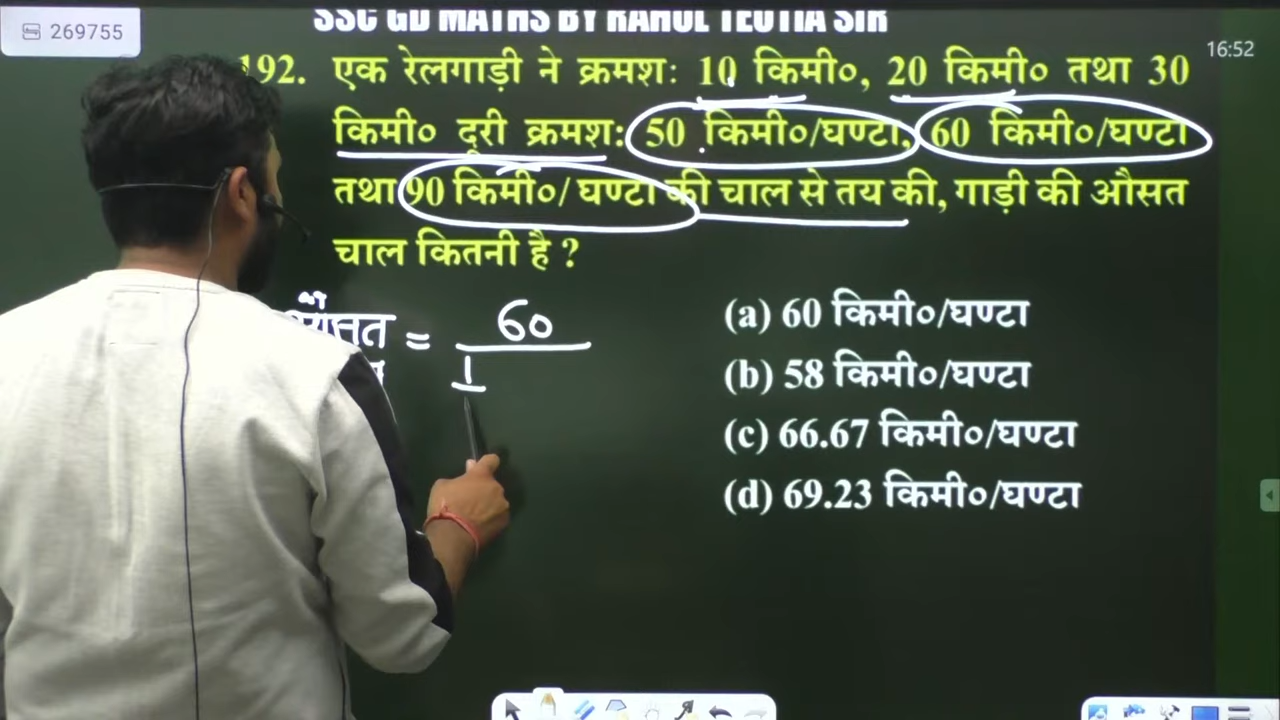 SSC GD MATHS BY RAHUL TEOTIA SIR
269755
16:52
192. एक रेलगाड़ी ने क्रमशः 10 किमी०, 20 किमी० तथा 30
किमी० दूरी क्रमशः 50 किमी०/घण्टा, 60 किमी०/घण्टा
तथा 90 किमी०/ घण्टा की चाल से तय की, गाड़ी की औसत
चाल कितनी है ?
= 60
1
(a) 60 किमी०/घण्टा
(b) 58 किमी०/घण्टा
(c) 66.67 किमी०/घण्टा
(d) 69.23 किमी०/घण्टा